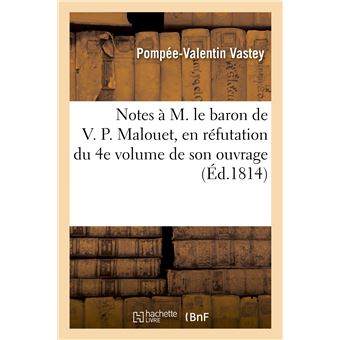 Pompée-Valentin Vastey
Notes à M. le baron de
V. P. Malouet, en réfutation
du 4e volume de son ouvrage
(Éd.1814)
hachette
LIVRE
{BnF